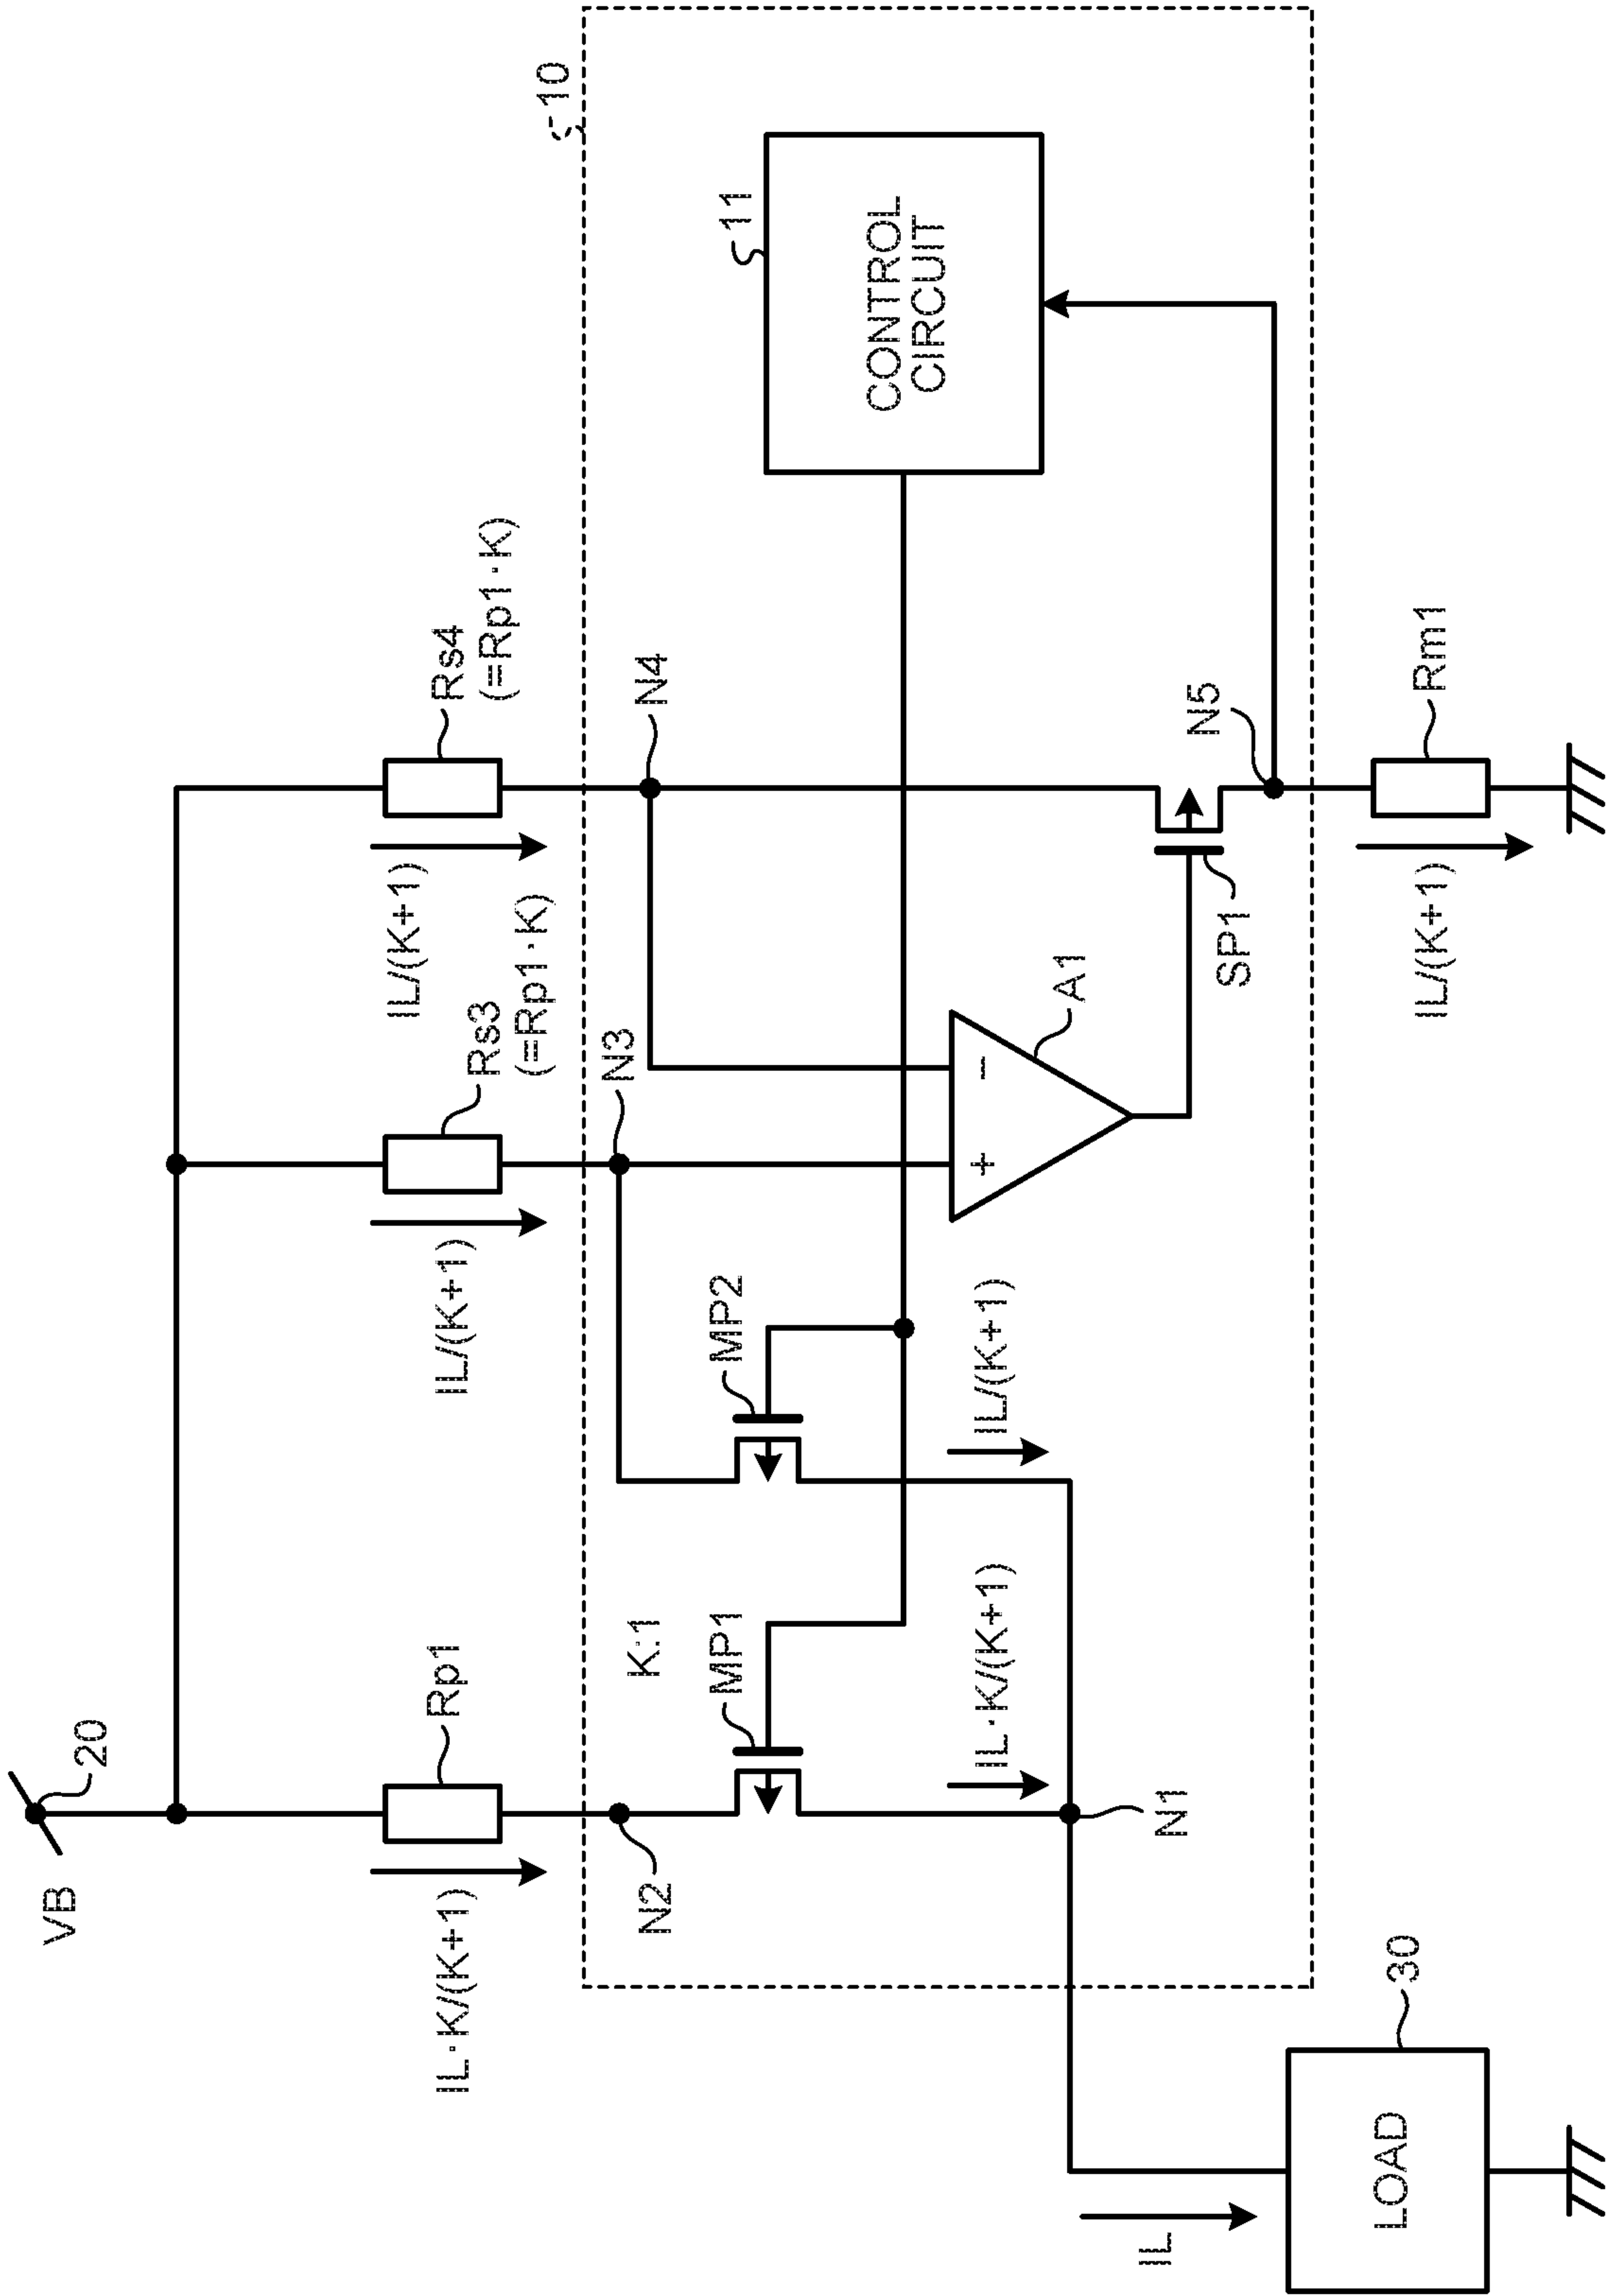 VB
20
IL·K/(K+1)
Rp1
IL/(K+1)
Rs3
(=Rp1·K)
IL/(K+1)
Rs4
(=Rp1·K)
10
N2
K:1
MP1
MP2
N3
N4
11
CONTROL
CIRCUIT
IL·K/(K+1)
IL/(K+1)
+
−
A1
N1
SP1
N5
IL
LOAD
30
IL/(K+1)
Rm1